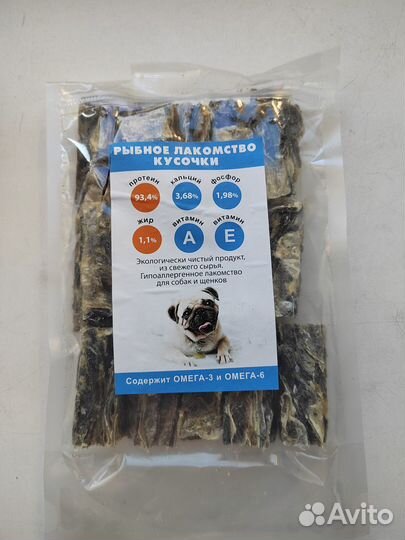 РЫБНОЕ ЛАКОМСТВО
КУСОЧКИ
протеин кальций фосфор
93,4% 3,68% 1,98%
жир витамин витамин
1,1% A E
Экологически чистый продукт,
из свежего сырья.
Гипоаллергенное лакомство
для собак и щенков
Содержит ОМЕГА-3 и ОМЕГА-6
Avito